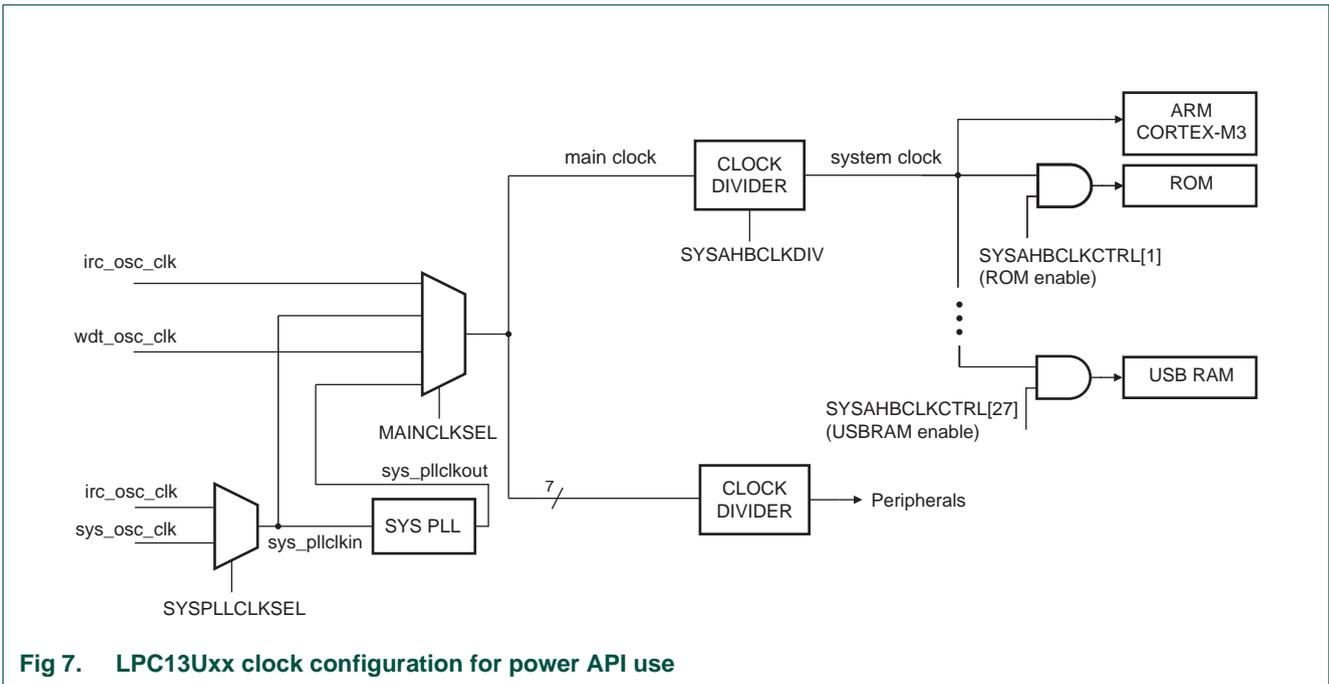 ARM
CORTEX-M3
main clock
CLOCK
DIVIDER
system clock
ROM
SYSAHBCLKDIV
SYSAHBCLKCTRL[1]
(ROM enable)
irc_osc_clk
wdt_osc_clk
USB RAM
SYSAHBCLKCTRL[27]
(USBRAM enable)
MAINCLKSEL
sys_pllclkout
irc_osc_clk
sys_osc_clk
SYS PLL
sys_pllclkin
7
CLOCK
DIVIDER
Peripherals
SYSPLLCLKSEL
Fig 7. LPC13Uxx clock configuration for power API use